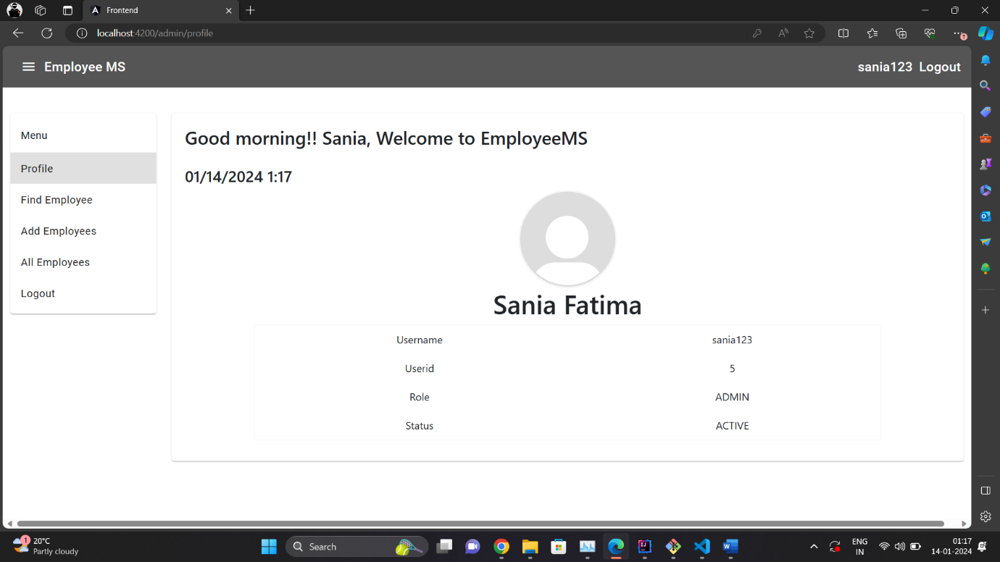 Frontend
localhost:4200/admin/profile
Employee MS
sania123 Logout
Menu
Profile
Find Employee
Add Employees
All Employees
Logout
Good morning!! Sania, Welcome to EmployeeMS
01/14/2024 1:17
Sania Fatima
Username sania123
Userid 5
Role ADMIN
Status ACTIVE
1
20°C
Partly cloudy
Search
ENG
IN
01:17
14-01-2024